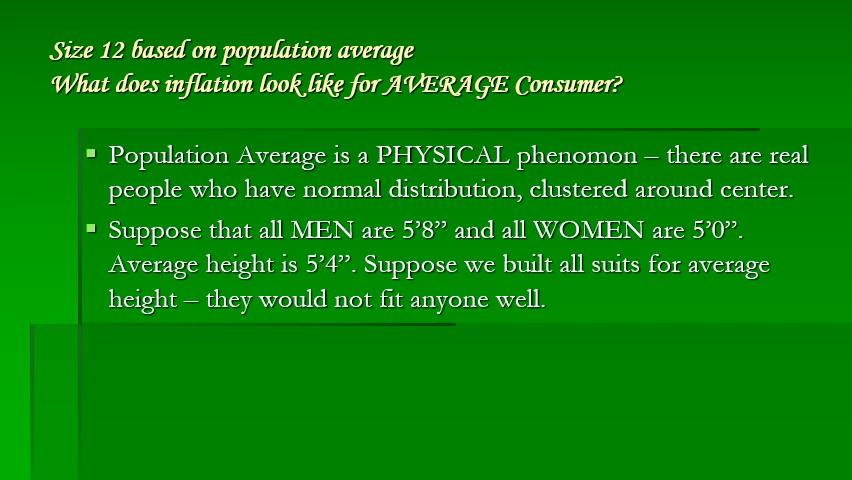 Size 12 based on population average
What does inflation look like for AVERAGE Consumer?
Population Average is a PHYSICAL phenomon – there are real
people who have normal distribution, clustered around center.
Suppose that all MEN are 5’8” and all WOMEN are 5’0”.
Average height is 5’4”. Suppose we built all suits for average
height – they would not fit anyone well.